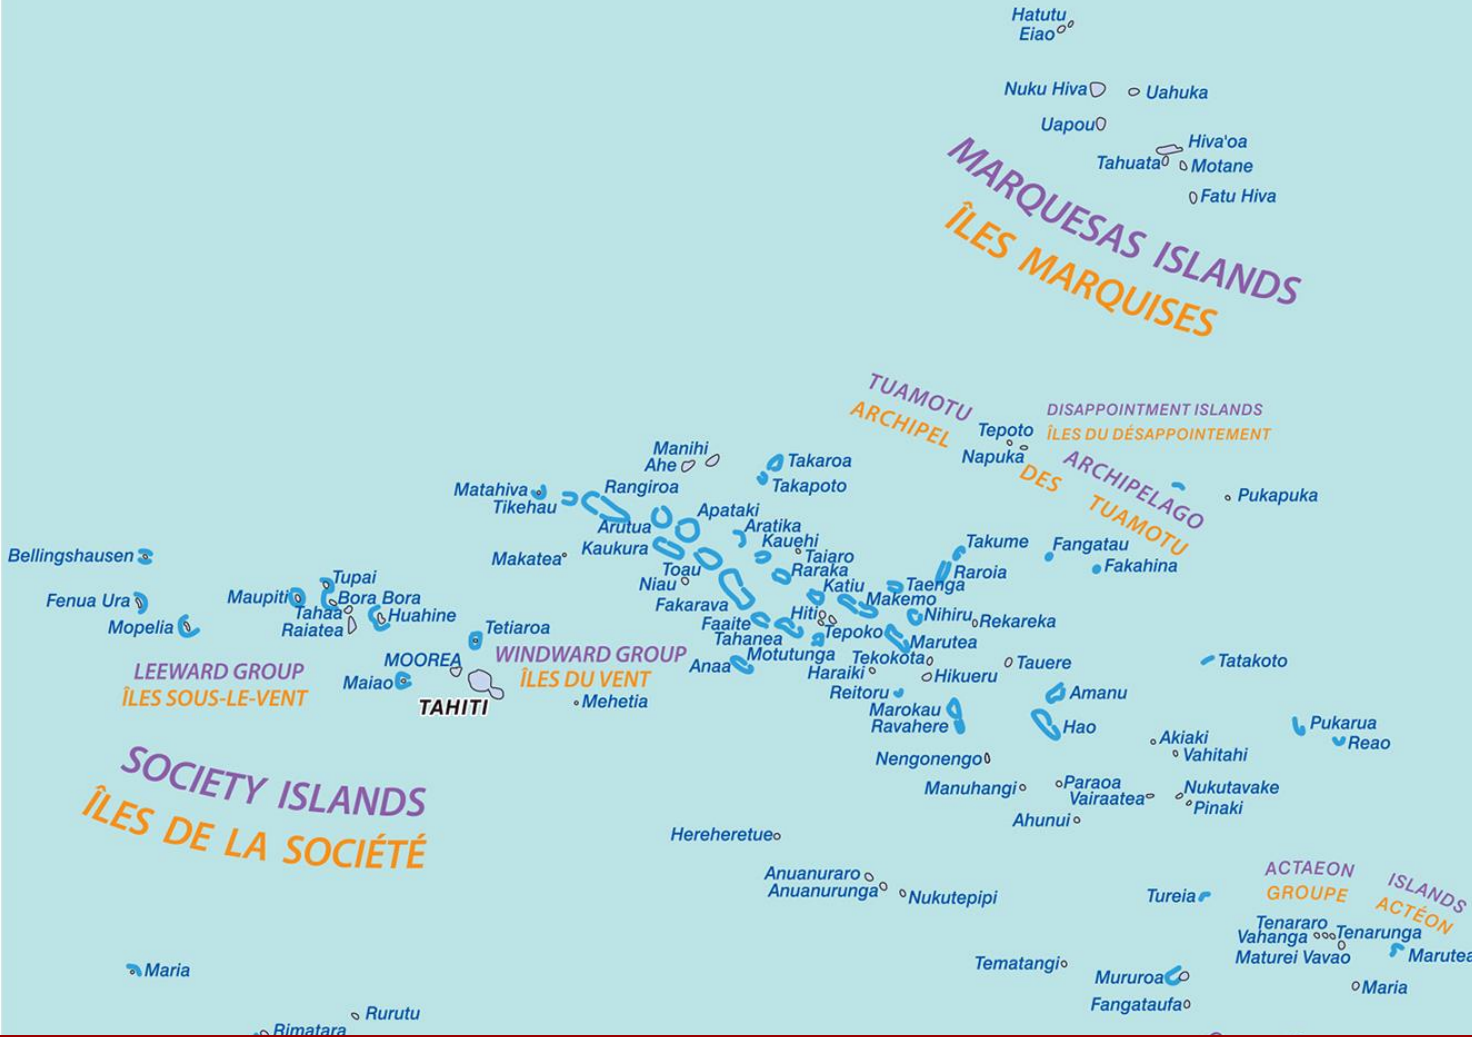 Hatutu
Eiao
Nuku Hiva
Uahuka
Uapou
Hiva'oa
Tahuata
Motane
Fatu Hiva
MARQUESAS ISLANDS
ÎLES MARQUISES
TUAMOTU
ARCHIPEL
DISAPPOINTMENT ISLANDS
ÎLES DU DÉSAPPOINTEMENT
Tepoto
Napuka
ARCHIPELAGO
DES TUAMOTU
Pukapuka
Manihi
Ahe
Takaroa
Takapoto
Matahiva
Tikehau
Rangiroa
Apataki
Arutua
Aratika
Kaukura
Kauehi
Taiaro
Makatea
Toau
Raraka
Niau
Katiu
Taenga
Takume
Raroia
Fangatau
Fakahina
Fakarava
Makemo
Hiti
Nihiru
Rekareka
Faaite
Tahanea
Tepoko
Marutea
Motutunga
Tekokota
Anaa
Haraiki
Hikueru
Tauere
Tatakoto
Reitoru
Amanu
Marokau
Ravahere
Hao
Pukarua
Reao
Akiaki
Vahitahi
Nengonengo
Manuhangi
Paraoa
Vairaatea
Nukutavake
Pinaki
Ahunui
Bellingshausen
Fenua Ura
Mopelia
Maupiti
Tupai
Bora Bora
Tahaa
Huahine
Raiatea
Tetiaroa
LEEWARD GROUP
ÎLES SOUS-LE-VENT
MOOREA
WINDWARD GROUP
ÎLES DU VENT
Maiao
TAHITI
Mehetia
SOCIETY ISLANDS
ÎLES DE LA SOCIÉTÉ
Hereheretue
Anuanuraro
Anuanurunga
Nukutepipi
ACTAEON ISLANDS
GROUPE ACTÉON
Tureia
Tenararo
Vahanga
Tenarunga
Maturei Vavao
Marutea
Tematangi
Mururoa
Maria
Fangataufa
Maria
Rurutu
Rimatara